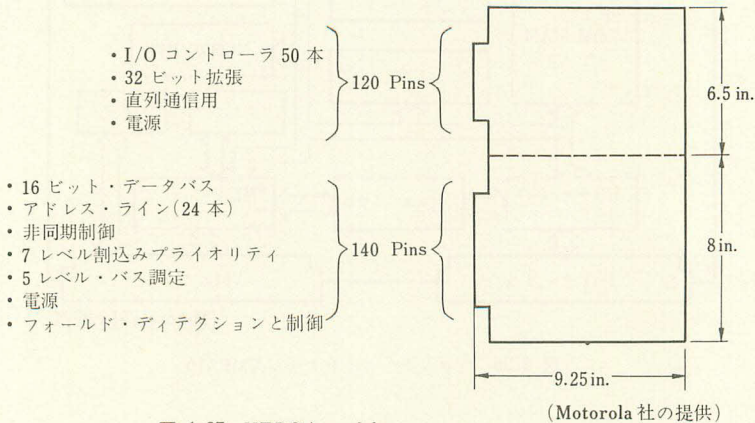 • I/O コントローラ 50 本
• 32 ビット拡張
• 直列通信用
• 電源
120 Pins
6.5 in.
• 16 ビット・データバス
• アドレス・ライン(24 本)
• 非同期制御
• 7 レベル割込みプライオリティ
• 5 レベル・バス調定
• 電源
• フォールド・ディテクションと制御
140 Pins
8 in.
9.25 in.
(Motorola 社の提供)